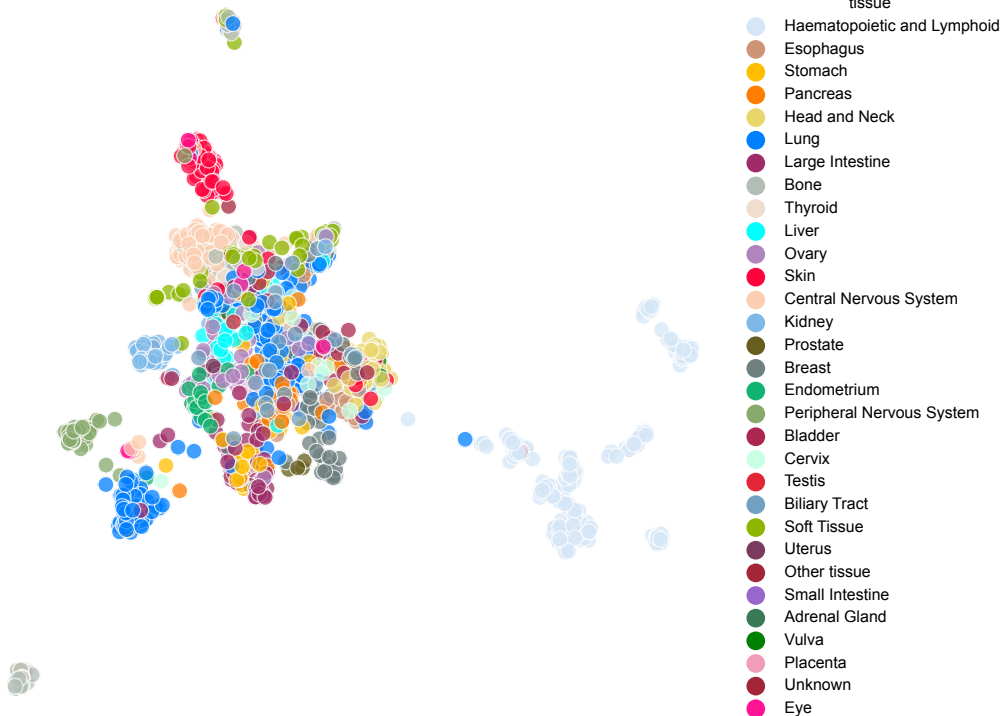 tissue
Haematopoietic and Lymphoid
Esophagus
Stomach
Pancreas
Head and Neck
Lung
Large Intestine
Bone
Thyroid
Liver
Ovary
Skin
Central Nervous System
Kidney
Prostate
Breast
Endometrium
Peripheral Nervous System
Bladder
Cervix
Testis
Biliary Tract
Soft Tissue
Uterus
Other tissue
Small Intestine
Adrenal Gland
Vulva
Placenta
Unknown
Eye